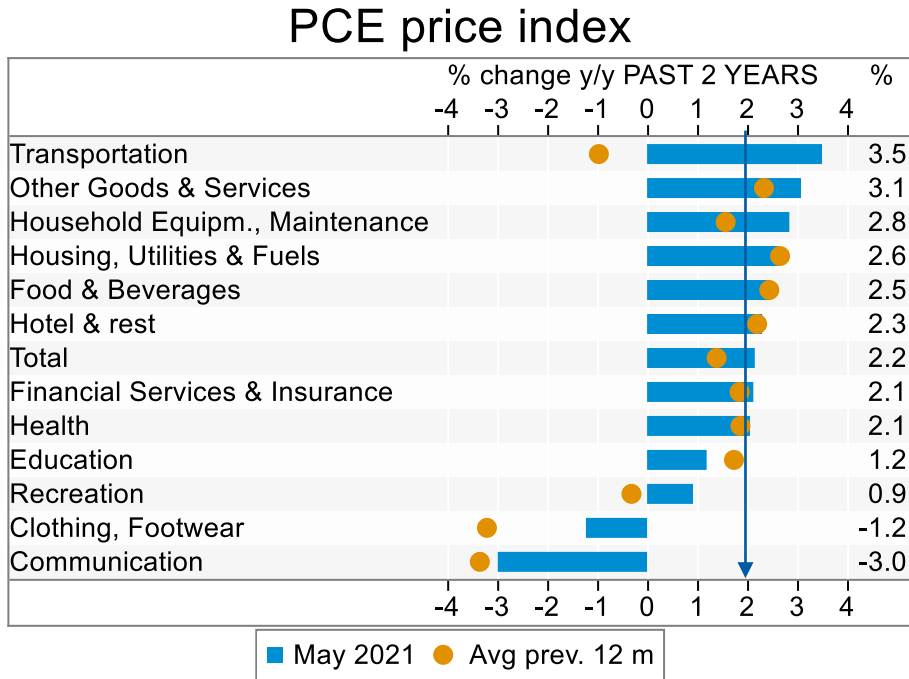 PCE price index
% change y/y PAST 2 YEARS %
-4 -3 -2 -1 0 1 2 3 4
Transportation 3.5
Other Goods & Services 3.1
Household Equipm., Maintenance 2.8
Housing, Utilities & Fuels 2.6
Food & Beverages 2.5
Hotel & rest 2.3
Total 2.2
Financial Services & Insurance 2.1
Health 2.1
Education 1.2
Recreation 0.9
Clothing, Footwear -1.2
Communication -3.0
-4 -3 -2 -1 0 1 2 3 4
May 2021 Avg prev. 12 m